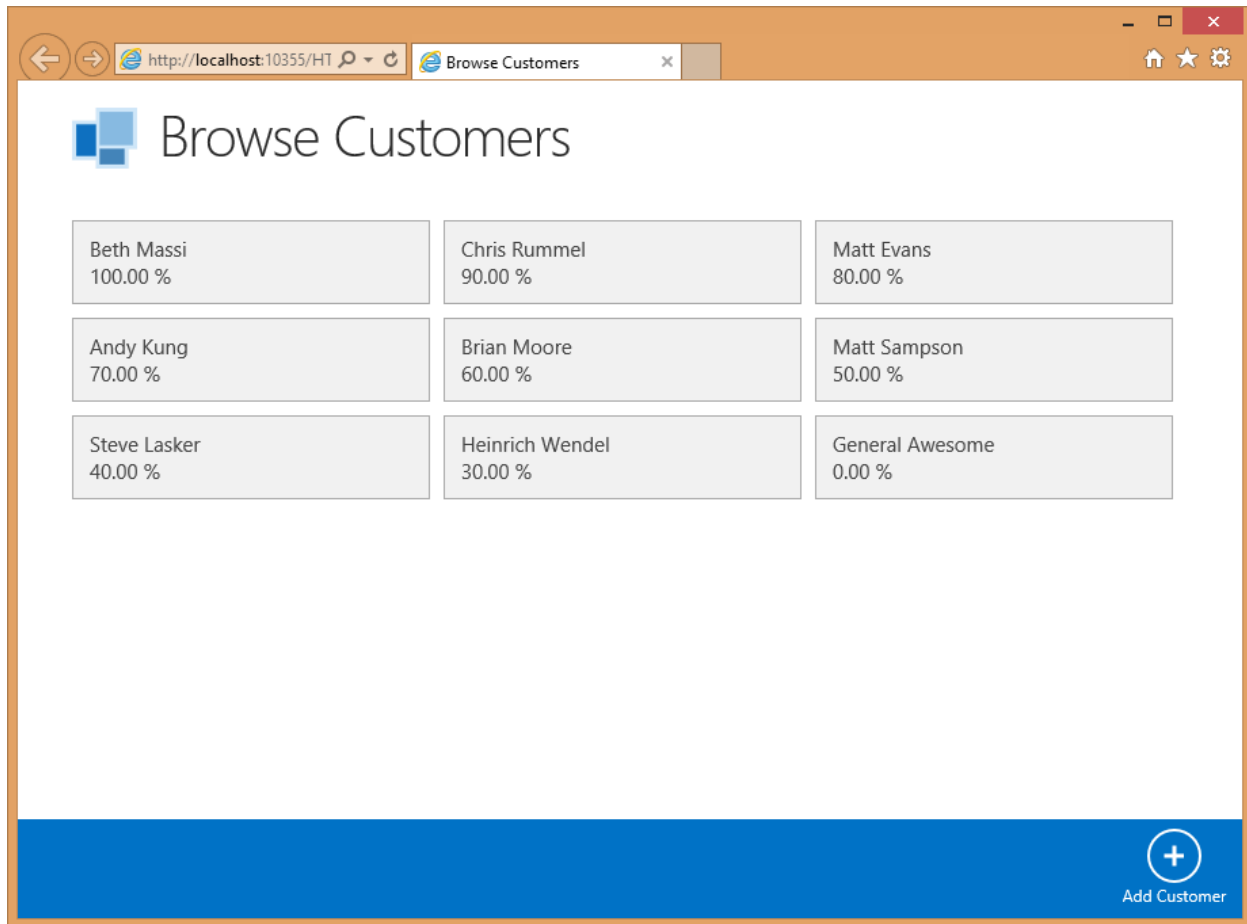 http://localhost:10355/HT
Browse Customers
Browse Customers
Beth Massi
100.00 %
Chris Rummel
90.00 %
Matt Evans
80.00 %
Andy Kung
70.00 %
Brian Moore
60.00 %
Matt Sampson
50.00 %
Steve Lasker
40.00 %
Heinrich Wendel
30.00 %
General Awesome
0.00 %
Add Customer